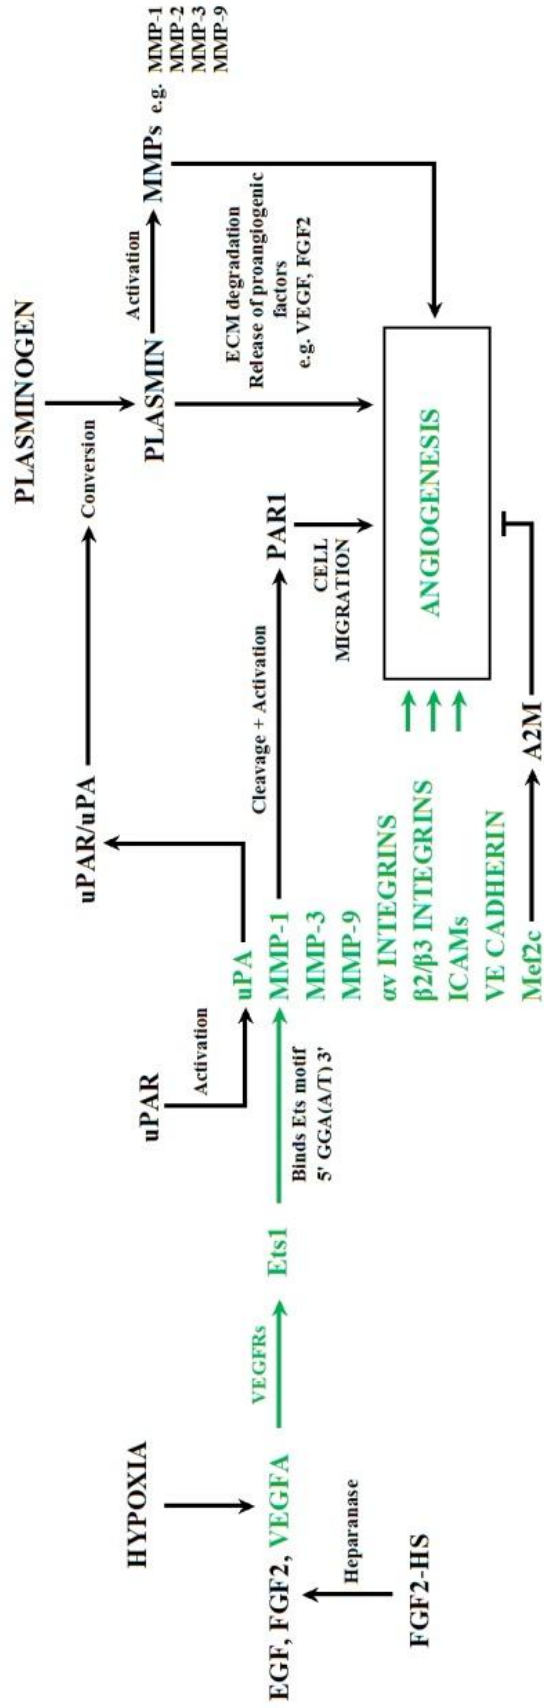 HYPOXIA
EGF, FGF2, VEGFA
Heparanase
FGF2-HS
VEGFRs
Ets1
Binds Ets motif
5' GGA(A/T) 3'
uPAR
Activation
uPA
MMP-1
MMP-3
MMP-9
αv INTEGRINS
β2/β3 INTEGRINS
ICAMs
VE CADHERIN
Mef2c
uPAR/uPA
Conversion
PLASMINOGEN
PLASMIN
Activation
MMPs e.g. MMP-1
MMP-2
MMP-3
MMP-9
Cleavage + Activation
PAR1
CELL
MIGRATION
ECM degradation
Release of proangiogenic
factors
e.g. VEGF, FGF2
ANGIOGENESIS
A2M